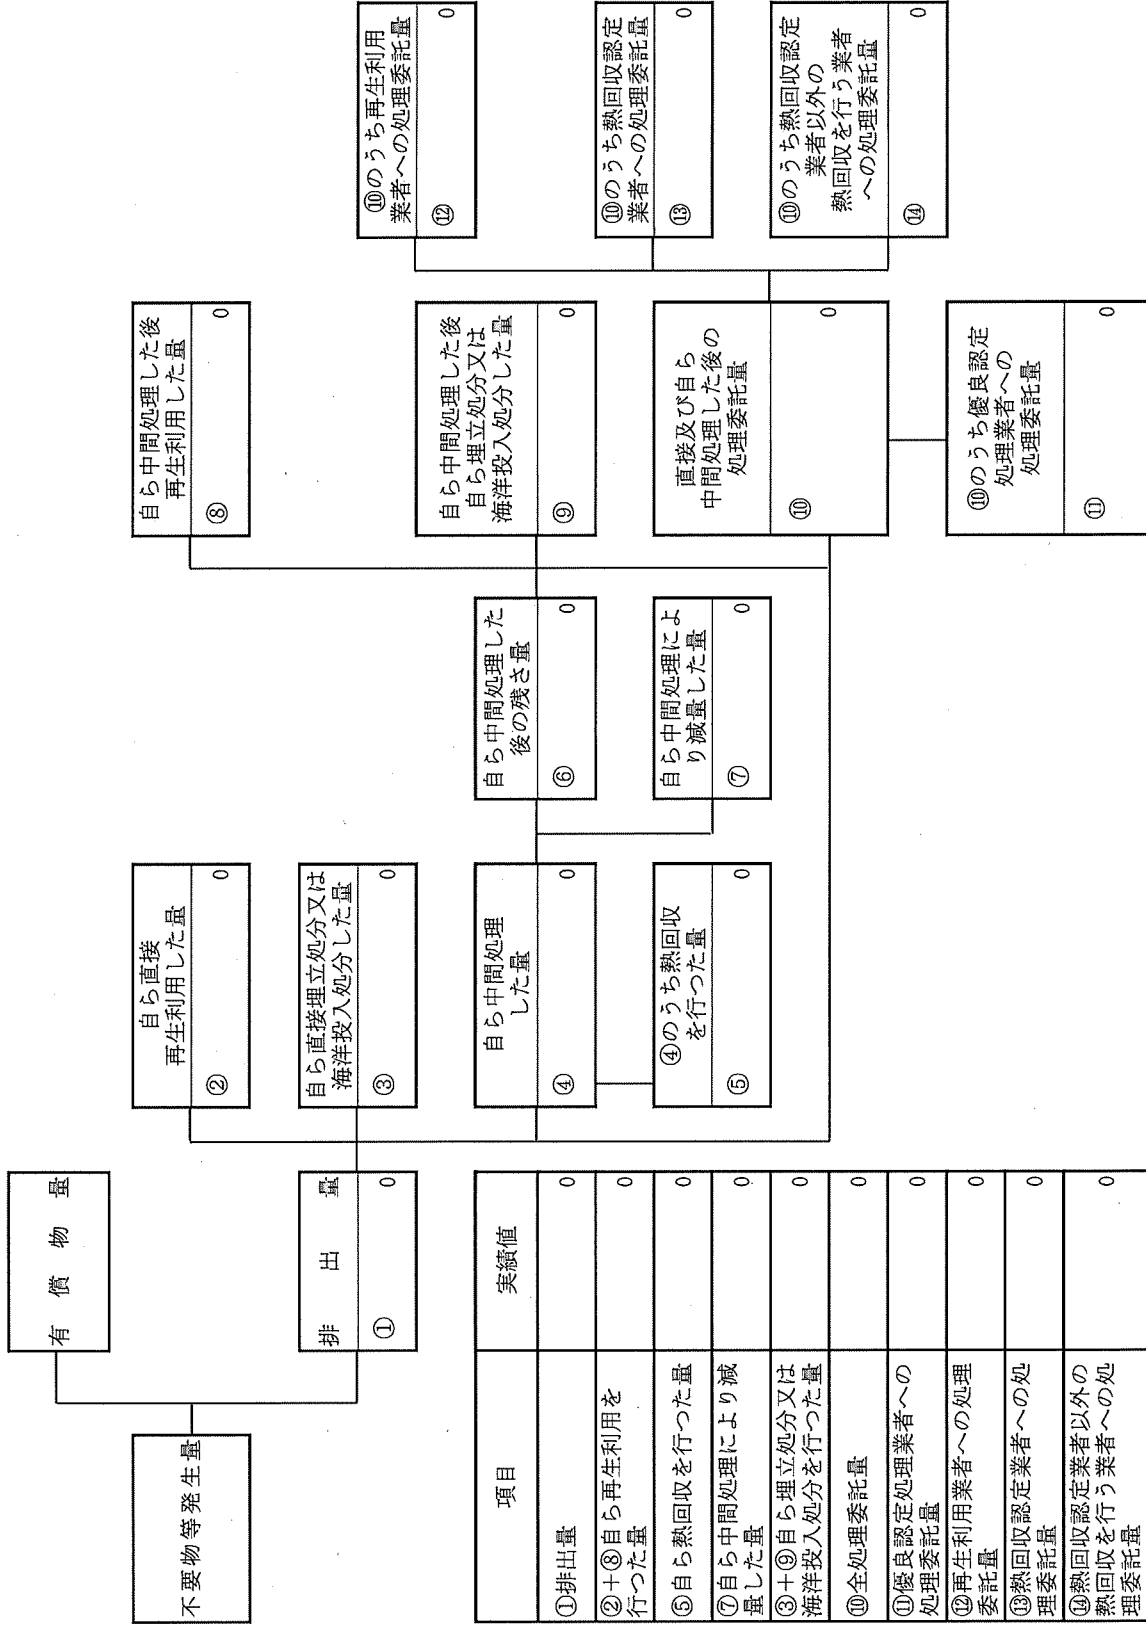 有償物量
不要物等発生量
排出量
① 0
自ら直接
再生利用した量
② 0
自ら直接埋立処分又は
海洋投入処分した量
③ 0
自ら中間処理
した量
④ 0
④のうち熱回収
を行つた量
⑤ 0
自ら中間処理した
後の残さ量
⑥ 0
自ら中間処理によ
り減量した量
⑦ 0
自ら中間処理した後
再生利用した量
⑧ 0
自ら中間処理した後
自ら埋立処分又は
海洋投入処分した量
⑨ 0
直接及び自ら
中間処理した後の
処理委託量
⑩ 0
⑩のうち優良認定
処理業者への
処理委託量
⑪ 0
⑩のうち再生利用
業者への処理委託量
⑫ 0
⑩のうち熱回収認定
業者への処理委託量
⑬ 0
⑩のうち熱回収認定
業者以外の
熱回収を行う業者
への処理委託量
⑭ 0
項目 実績値
①排出量 0
②+⑧自ら再生利用を
行つた量 0
⑤自ら熱回収を行つた量 0
⑦自ら中間処理により減
量した量 0
③+⑨自ら埋立処分又は
海洋投入処分を行つた量 0
⑩全処理委託量 0
⑪優良認定処理業者への
処理委託量 0
⑫再生利用業者への処理
委託量 0
⑬熱回収認定業者への処
理委託量 0
⑭熱回収認定業者以外の
熱回収を行う業者への処
理委託量 0